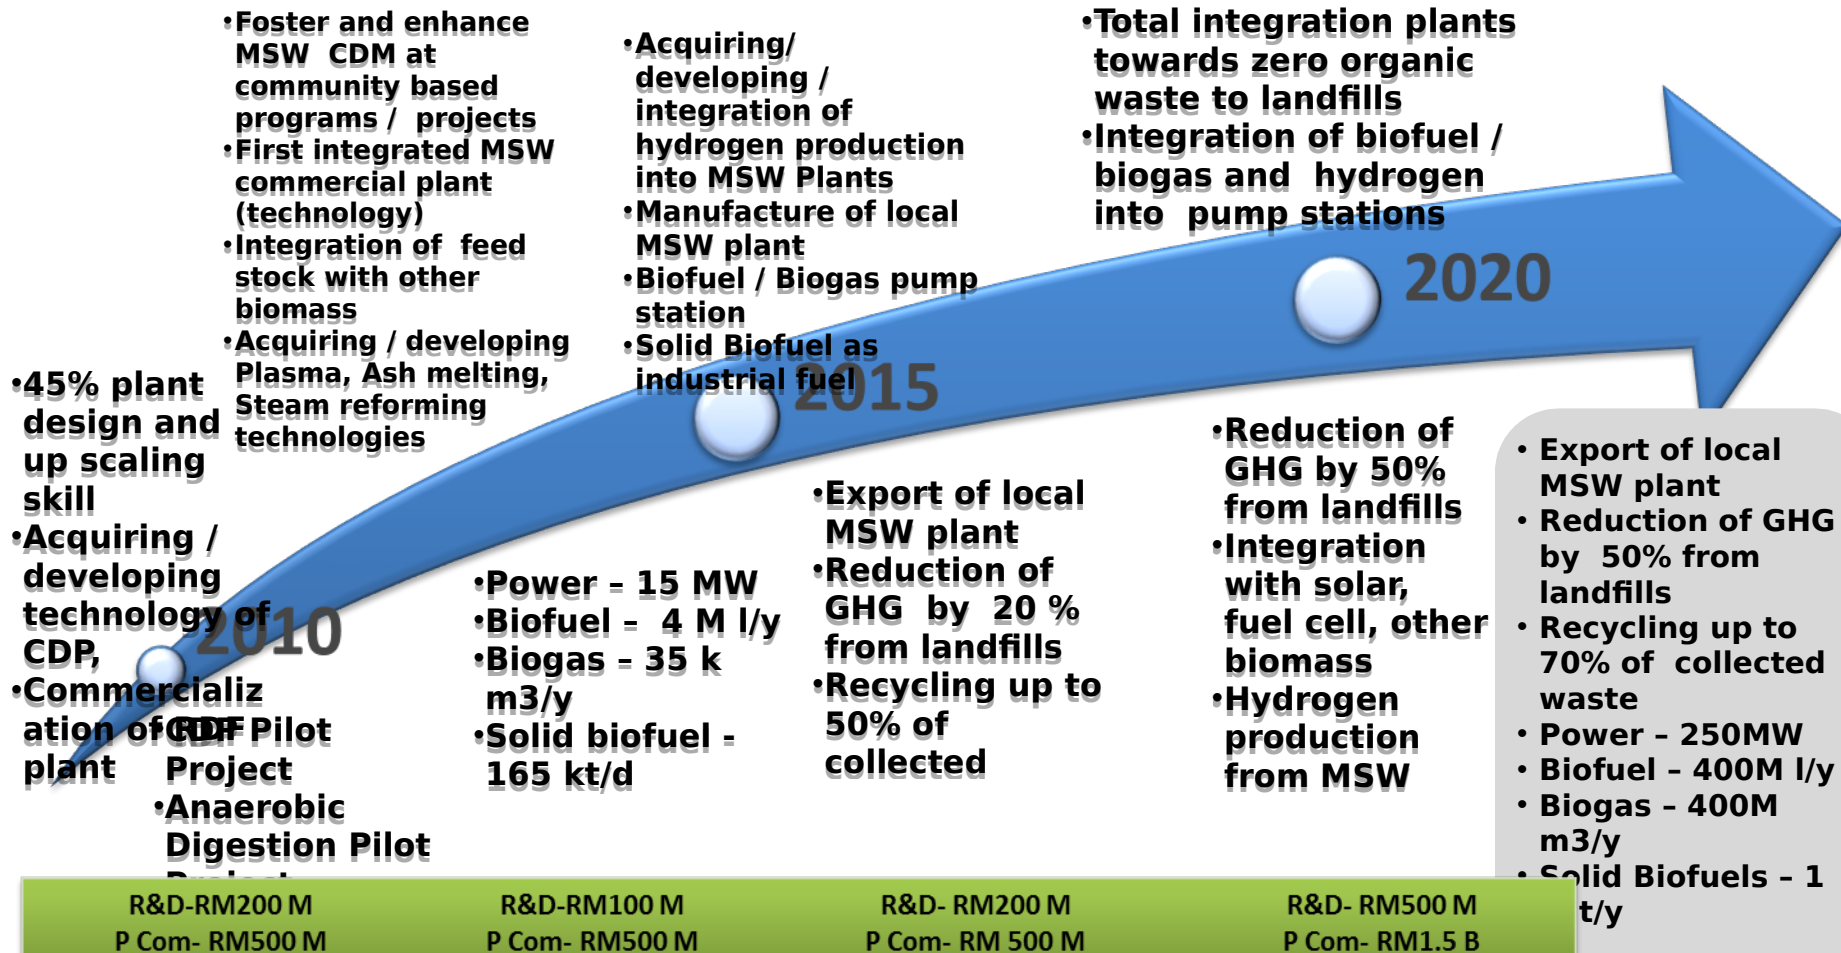 •Foster and enhance
MSW CDM at
community based
programs / projects
•First integrated MSW
commercial plant
(technology)
•Integration of feed
stock with other
biomass
•Acquiring / developing
Plasma, Ash melting,
Steam reforming
technologies
•Acquiring/
developing /
integration of
hydrogen production
into MSW Plants
•Manufacture of local
MSW plant
•Biofuel / Biogas pump
station
•Solid Biofuel as
industrial fuel
•Total integration plants
towards zero organic
waste to landfills
•Integration of biofuel /
biogas and hydrogen
into pump stations
2020
2015
2010
•45% plant
design and
up scaling
skill
•Acquiring /
developing
technology of
CDP,
•Commercializ
ation of
plant
•RDF Pilot
Project
•Anaerobic
Digestion Pilot
Project
•Power – 15 MW
•Biofuel – 4 M l/y
•Biogas – 35 k
m3/y
•Solid biofuel -
165 kt/d
•Export of local
MSW plant
•Reduction of
GHG by 20 %
from landfills
•Recycling up to
50% of
collected
•Reduction of
GHG by 50%
from landfills
•Integration
with solar,
fuel cell, other
biomass
•Hydrogen
production
from MSW
• Export of local
MSW plant
• Reduction of GHG
by 50% from
landfills
• Recycling up to
70% of collected
waste
• Power – 250MW
• Biofuel – 400M l/y
• Biogas – 400M
m3/y
• Solid Biofuels – 1
t/y
R&D-RM200 M
P Com- RM500 M
R&D-RM100 M
P Com- RM500 M
R&D- RM200 M
P Com- RM 500 M
R&D- RM500 M
P Com- RM1.5 B